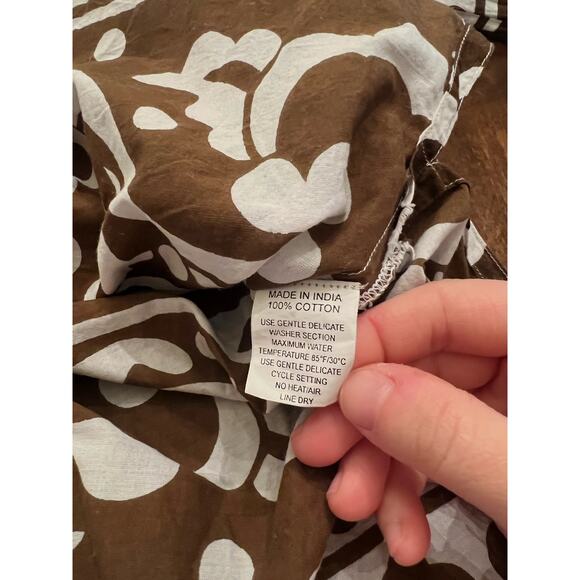 MADE IN INDIA
100% COTTON
USE GENTLE DELICATE
WASHER SECTION
MAXIMUM WATER
TEMPERATURE 85°F/30°C
USE GENTLE DELICATE
CYCLE SETTING
NO HEAT/AIR
LINE DRY